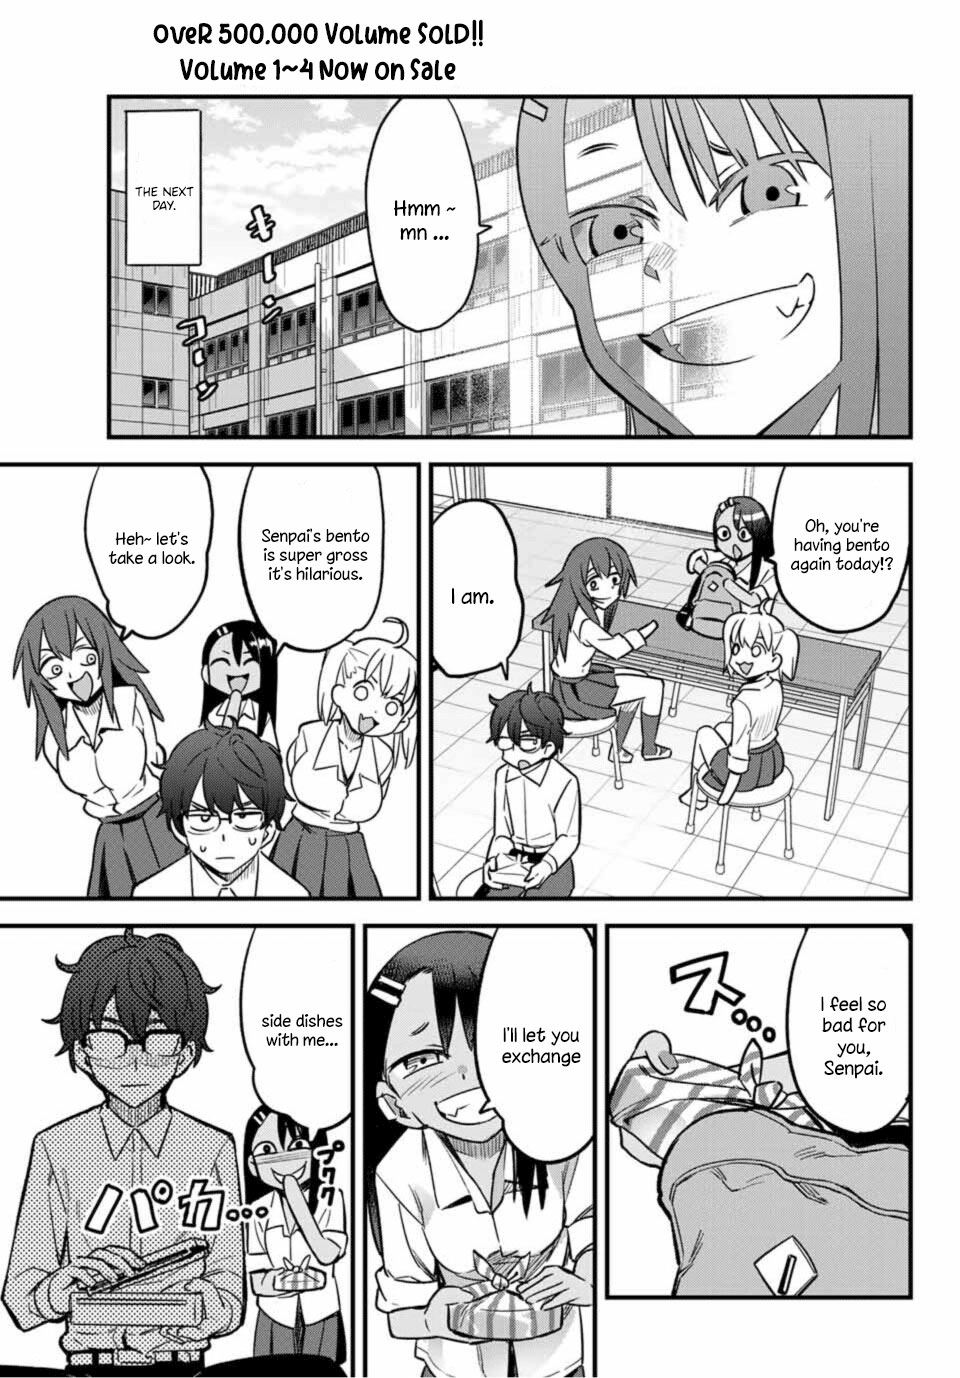 OVER 500.000 VOLUME SOLD!!
VOLUME 1~4 NOW ON SALE
THE NEXT
DAY.
Hmm ~
mn ...
キーン
コーン
Oh, you're
having bento
again today!?
I am.
Senpai's bento
is super gross
it's hilarious.
Heh~ let's
take a look.
I feel so
bad for
you,
Senpai.
ス...
I'll let you
exchange
side dishes
with me...
プククク
パカ...